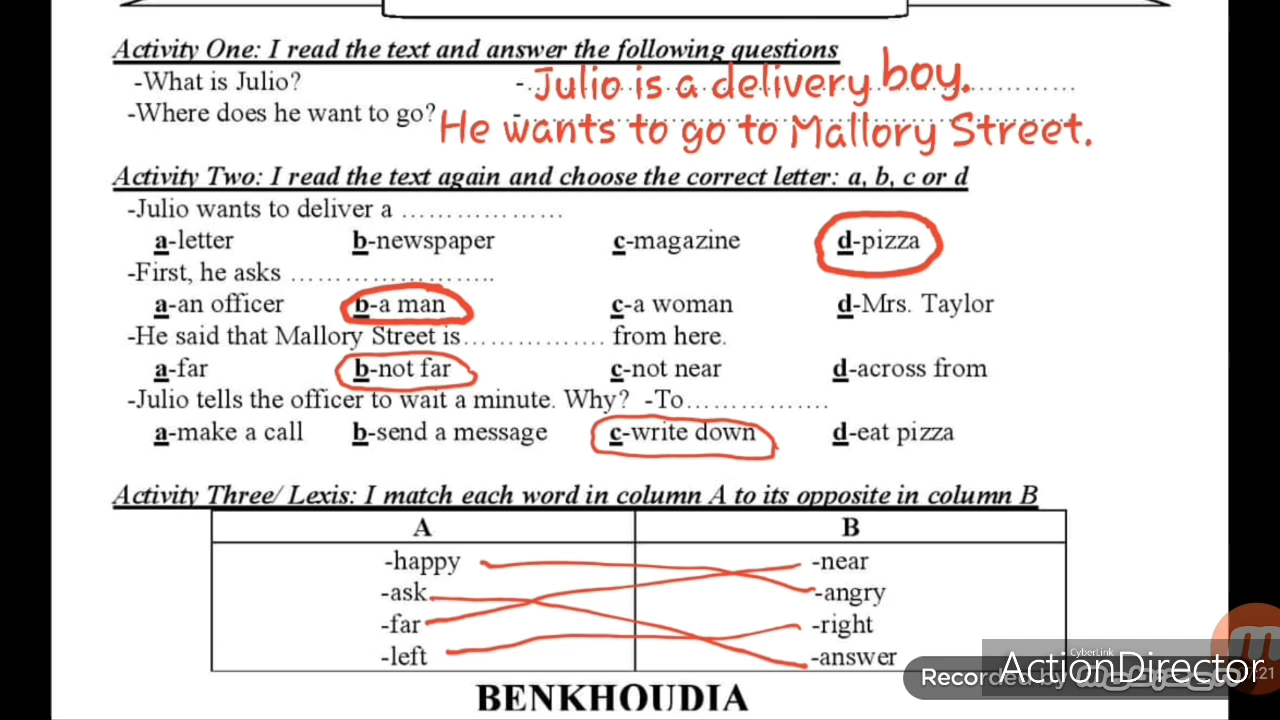 Activity One: I read the text and answer the following questions
-What is Julio? -Julio is a delivery boy.
-Where does he want to go? -He wants to go to Mallory Street.
Activity Two: I read the text again and choose the correct letter: a, b, c or d
-Julio wants to deliver a ………………
a-letter b-newspaper c-magazine d-pizza
-First, he asks …………………..
a-an officer b-a man c-a woman d-Mrs. Taylor
-He said that Mallory Street is…………… from here.
a-far b-not far c-not near d-across from
-Julio tells the officer to wait a minute. Why? -To…………….
a-make a call b-send a message c-write down d-eat pizza
Activity Three/ Lexis: I match each word in column A to its opposite in column B
A B
-happy -near
-ask -angry
-far -right
-left -answer
BENKHOUDIA
CyberLink
ActionDirector
Recorded by
:21